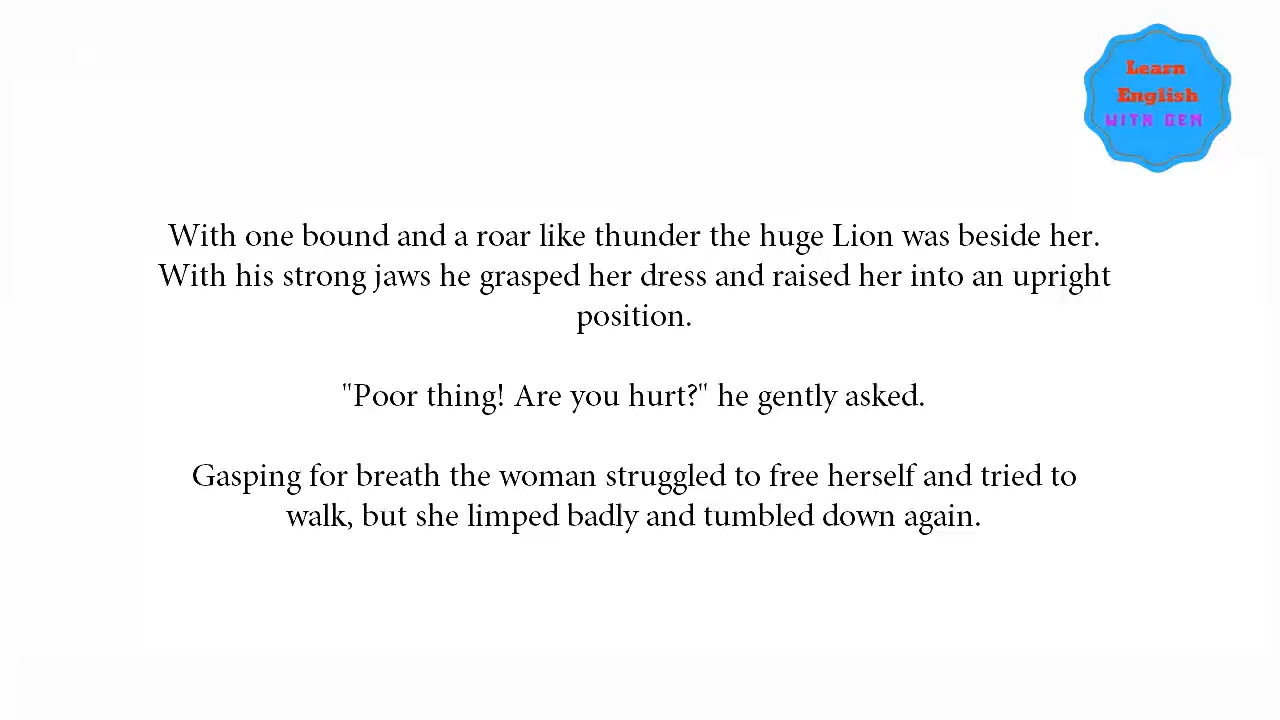 Learn
English
WITH GEM
With one bound and a roar like thunder the huge Lion was beside her.
With his strong jaws he grasped her dress and raised her into an upright
position.
"Poor thing! Are you hurt?" he gently asked.
Gasping for breath the woman struggled to free herself and tried to
walk, but she limped badly and tumbled down again.